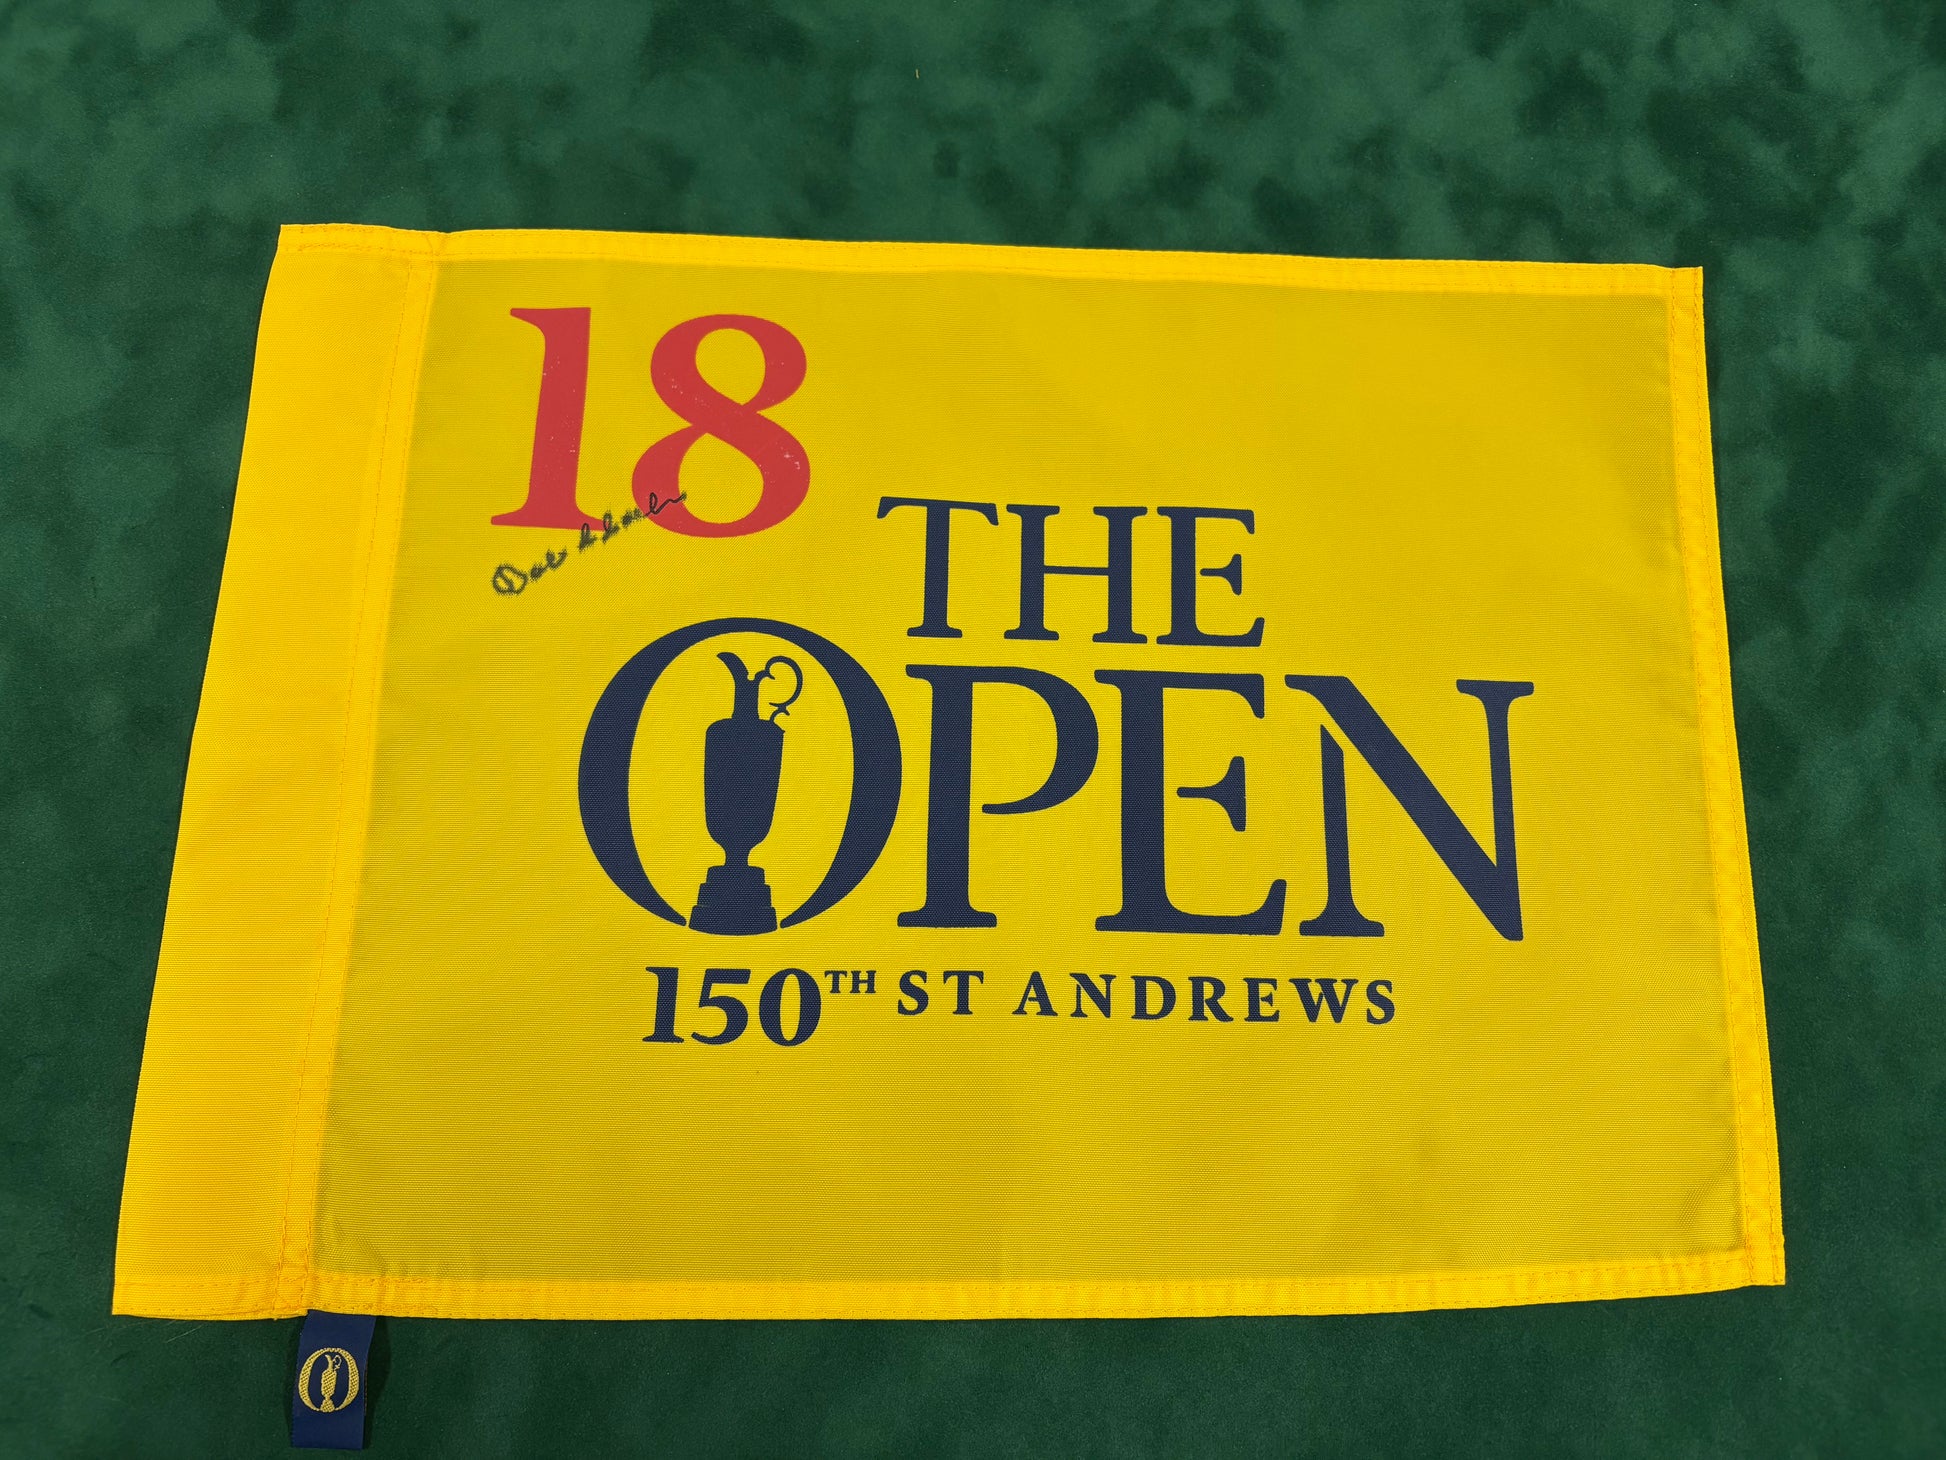 18
THE
OPEN
150TH ST ANDREWS